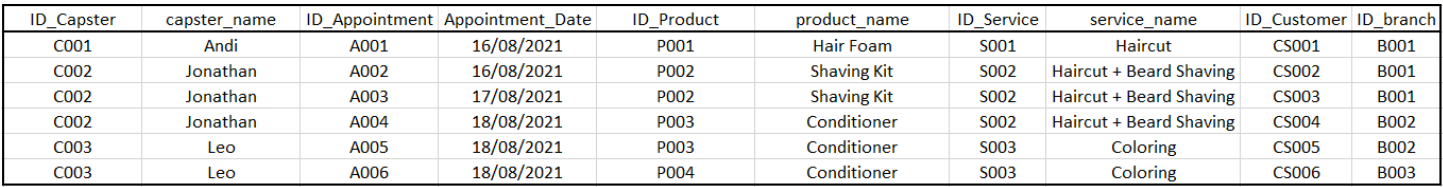 ID_Capster capster_name ID_Appointment Appointment_Date ID_Product product_name ID_Service service_name ID_Customer ID_branch
C001 Andi A001 16/08/2021 P001 Hair Foam S001 Haircut CS001 B001
C002 Jonathan A002 16/08/2021 P002 Shaving Kit S002 Haircut + Beard Shaving CS002 B001
C002 Jonathan A003 17/08/2021 P002 Shaving Kit S002 Haircut + Beard Shaving CS003 B001
C002 Jonathan A004 18/08/2021 P003 Conditioner S002 Haircut + Beard Shaving CS004 B002
C003 Leo A005 18/08/2021 P003 Conditioner S003 Coloring CS005 B002
C003 Leo A006 18/08/2021 P004 Conditioner S003 Coloring CS006 B003